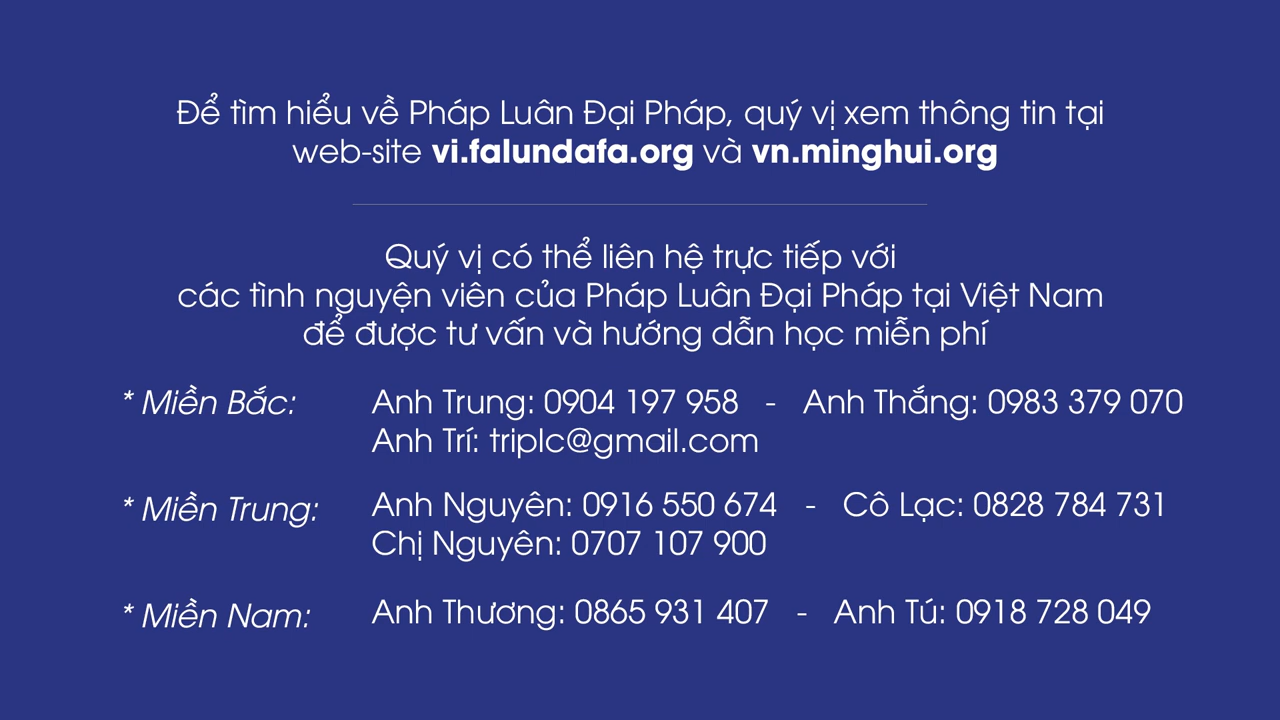 Để tìm hiểu về Pháp Luân Đại Pháp, quý vị xem thông tin tại
web-site vi.falundafa.org và vn.minghui.org
Quý vị có thể liên hệ trực tiếp với
các tình nguyện viên của Pháp Luân Đại Pháp tại Việt Nam
để được tư vấn và hướng dẫn học miễn phí
* Miền Bắc: Anh Trung: 0904 197 958 - Anh Thắng: 0983 379 070
Anh Trí: triplc@gmail.com
* Miền Trung: Anh Nguyên: 0916 550 674 - Cô Lạc: 0828 784 731
Chị Nguyên: 0707 107 900
* Miền Nam: Anh Thương: 0865 931 407 - Anh Tú: 0918 728 049